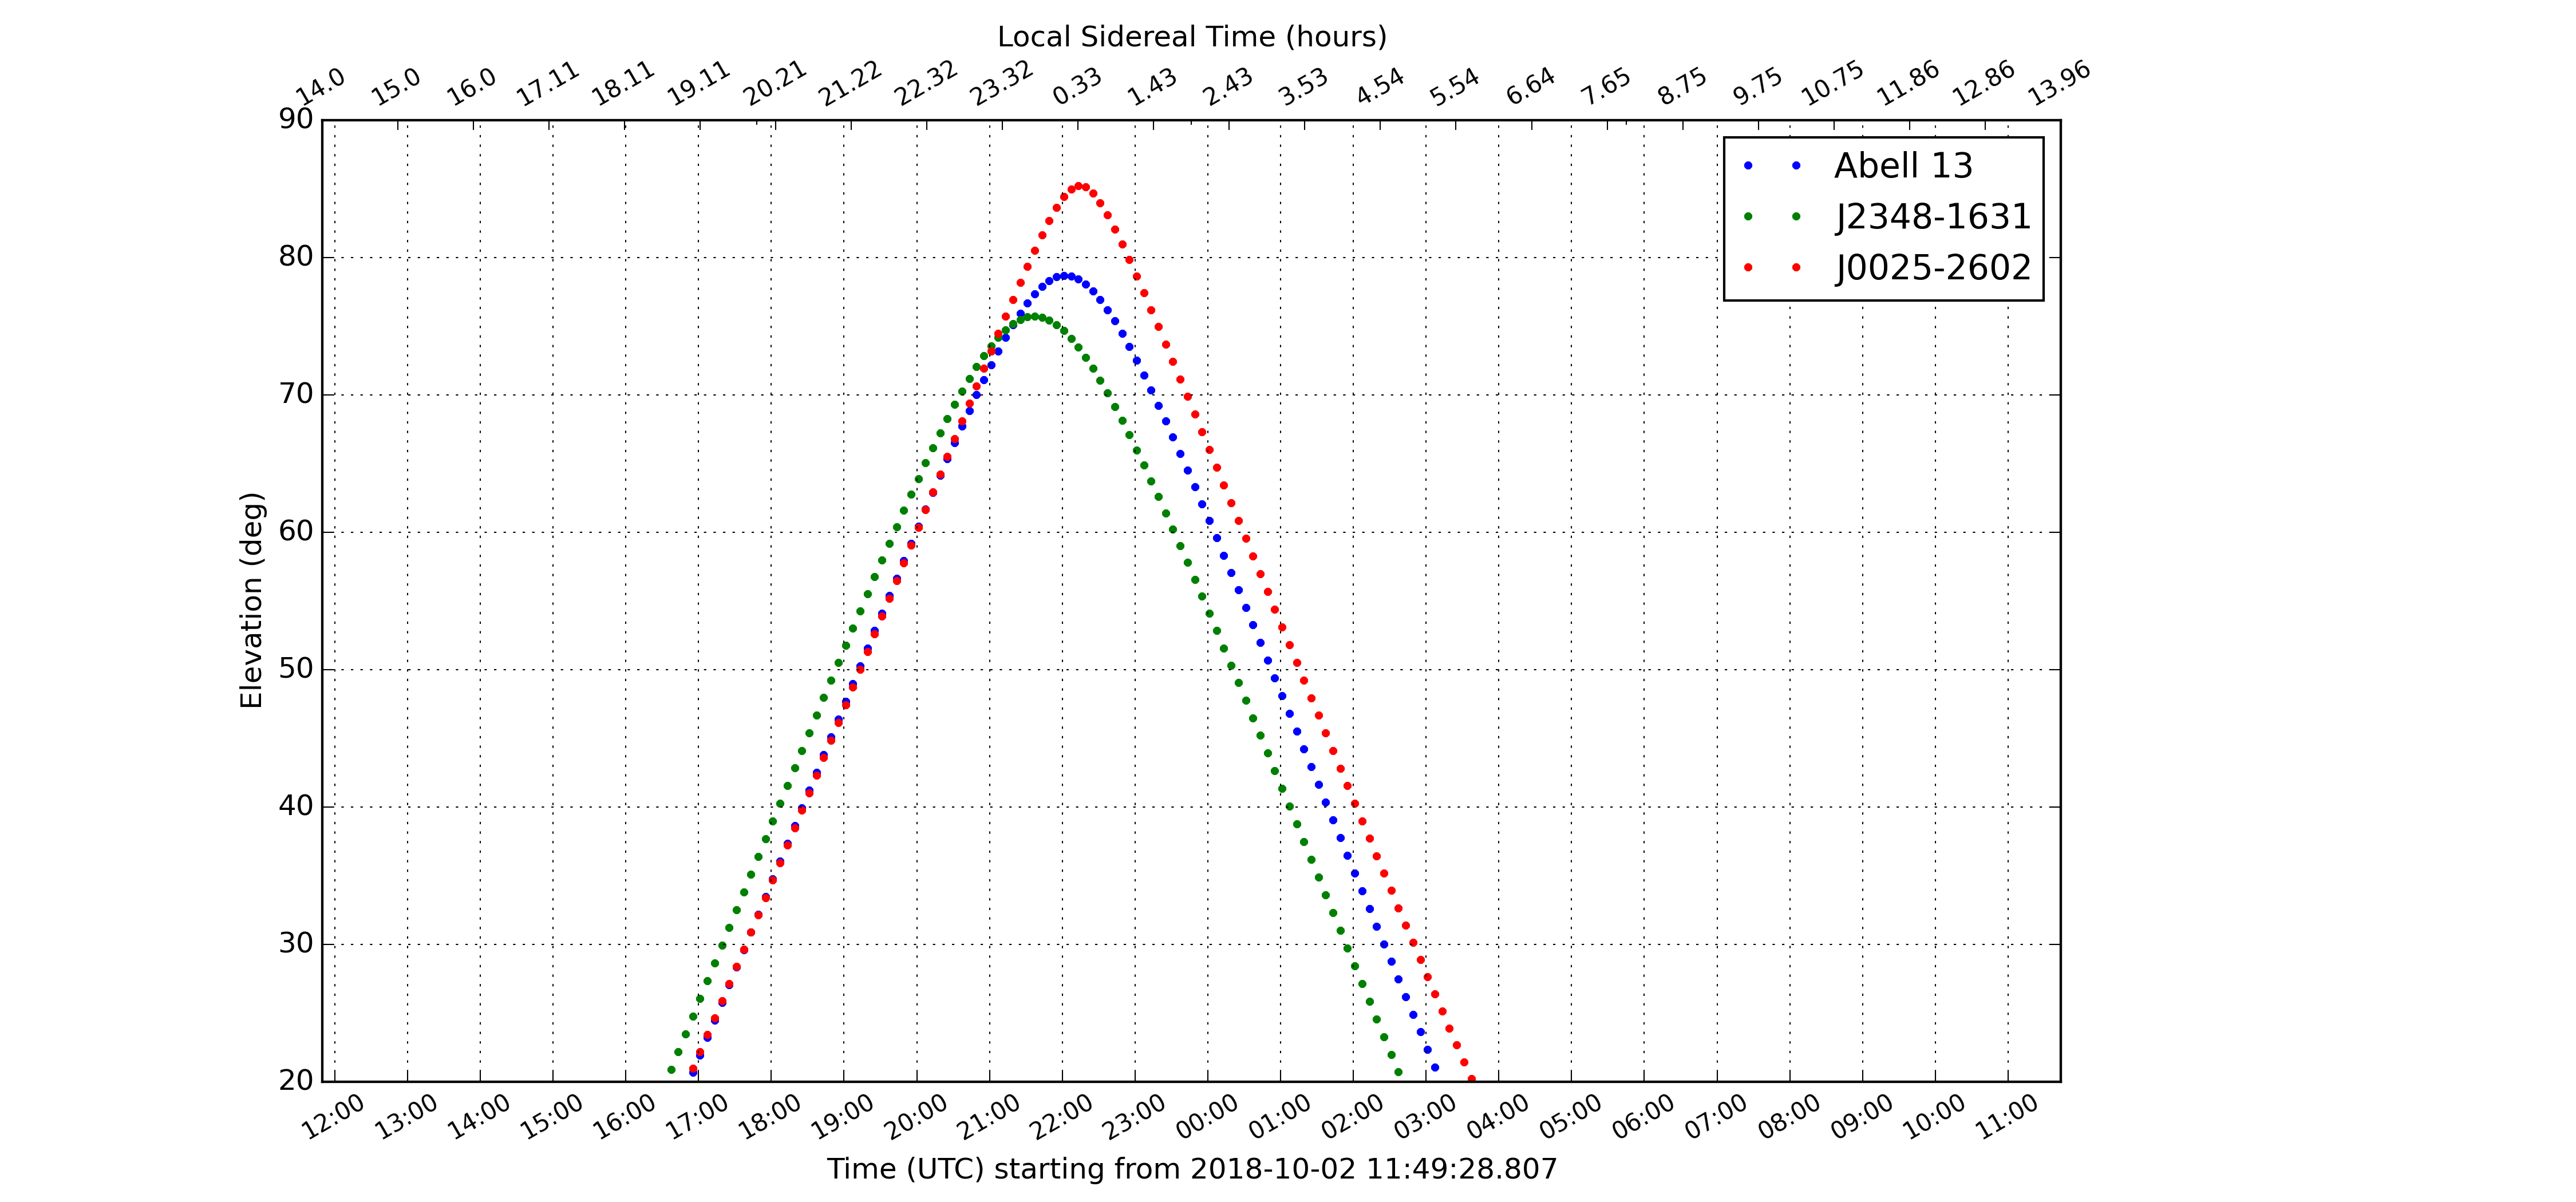 Local Sidereal Time (hours)
14.0 15.0 16.0 17.11 18.11 19.11 20.21 21.22 22.32 23.32 0.33 1.43 2.43 3.53 4.54 5.54 6.64 7.65 8.75 9.75 10.75 11.86 12.86 13.96
90
80
70
60
50
40
30
20
Elevation (deg)
Abell 13
J2348-1631
J0025-2602
12:00 13:00 14:00 15:00 16:00 17:00 18:00 19:00 20:00 21:00 22:00 23:00 00:00 01:00 02:00 03:00 04:00 05:00 06:00 07:00 08:00 09:00 10:00 11:00
Time (UTC) starting from 2018-10-02 11:49:28.807